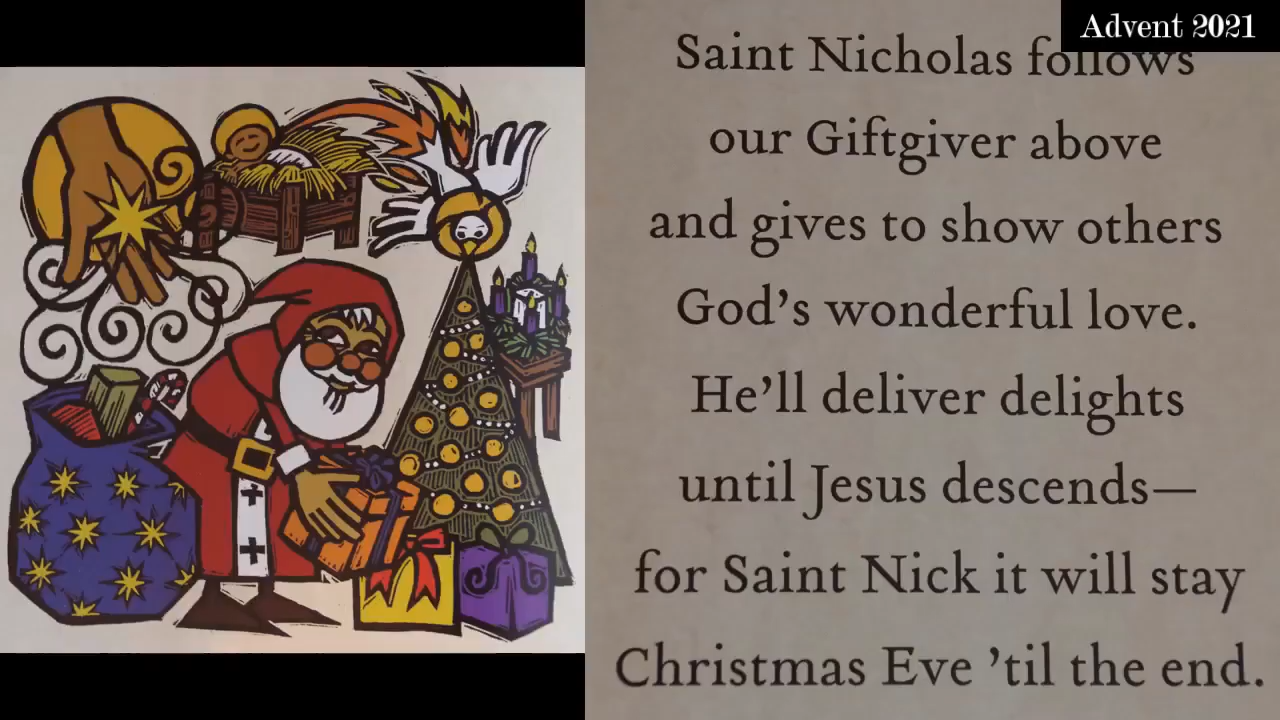 Advent 2021
Saint Nicholas follows
our Giftgiver above
and gives to show others
God's wonderful love.
He'll deliver delights
until Jesus descends—
for Saint Nick it will stay
Christmas Eve ’til the end.